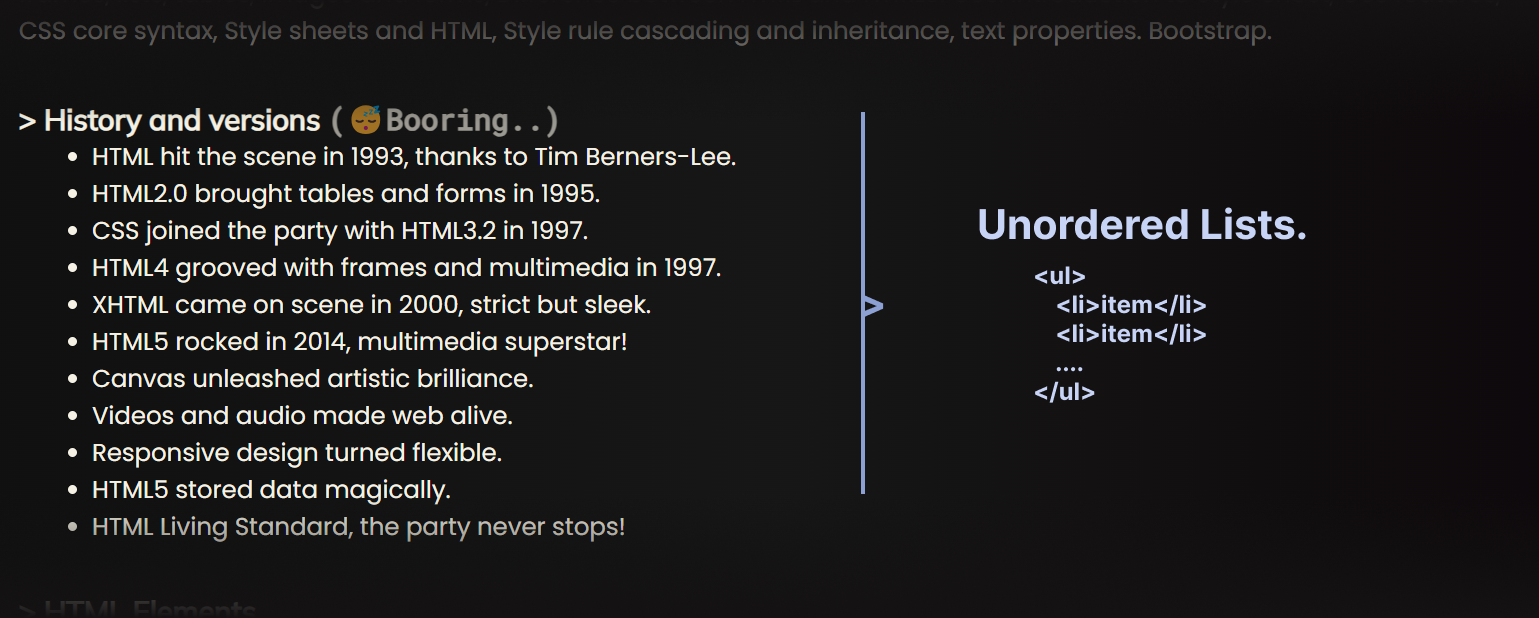 CSS core syntax, Style sheets and HTML, Style rule cascading and inheritance, text properties. Bootstrap.
> History and versions (😴Booring..)
• HTML hit the scene in 1993, thanks to Tim Berners-Lee.
• HTML2.0 brought tables and forms in 1995.
• CSS joined the party with HTML3.2 in 1997.
• HTML4 grooved with frames and multimedia in 1997.
• XHTML came on scene in 2000, strict but sleek.
• HTML5 rocked in 2014, multimedia superstar!
• Canvas unleashed artistic brilliance.
• Videos and audio made web alive.
• Responsive design turned flexible.
• HTML5 stored data magically.
• HTML Living Standard, the party never stops!
>
Unordered Lists.
<ul>
<li>item</li>
<li>item</li>
....
</ul>
> HTML Elements